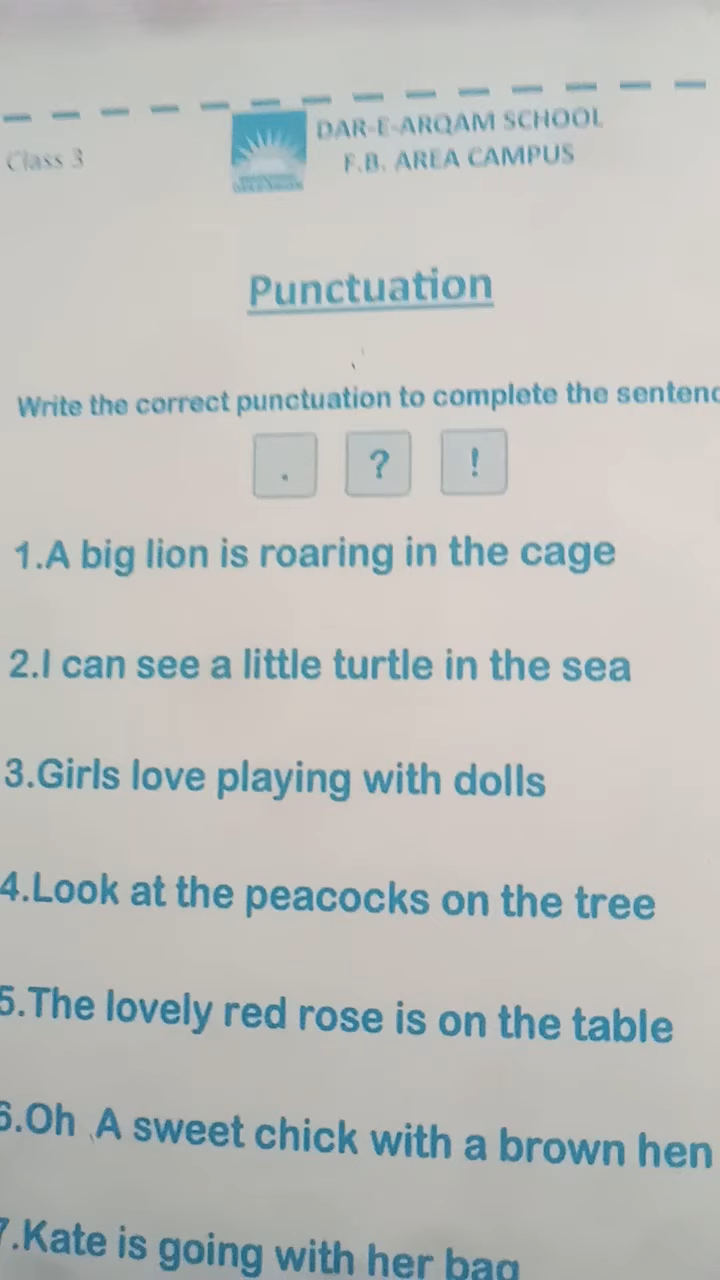 Class 3
DAR-E-ARQAM SCHOOL
F.B. AREA CAMPUS
Punctuation
Write the correct punctuation to complete the sentenc
. ? !
1.A big lion is roaring in the cage
2.I can see a little turtle in the sea
3.Girls love playing with dolls
4.Look at the peacocks on the tree
5.The lovely red rose is on the table
6.Oh A sweet chick with a brown hen
7.Kate is going with her bag